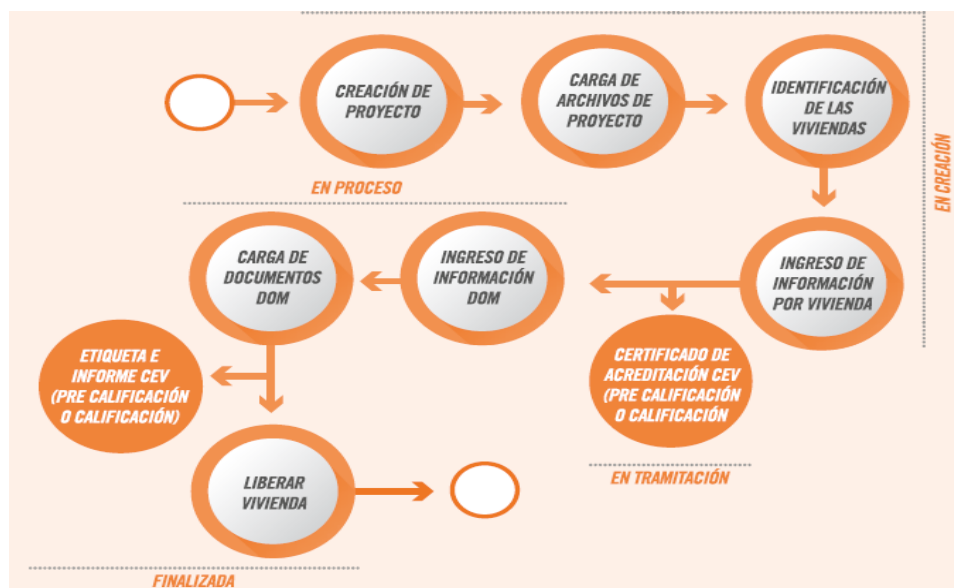 CREACIÓN DE
PROYECTO
CARGA DE
ARCHIVOS DE
PROYECTO
IDENTIFICACIÓN
DE LAS
VIVIENDAS
EN CREACIÓN
EN PROCESO
CARGA DE
DOCUMENTOS
DOM
INGRESO DE
INFORMACIÓN
DOM
INGRESO DE
INFORMACIÓN
POR VIVIENDA
ETIQUETA E
INFORME CEV
(PRE CALIFICACIÓN
O CALIFICACIÓN)
CERTIFICADO DE
ACREDITACIÓN CEV
(PRE CALIFICACIÓN
O CALIFICACIÓN
LIBERAR
VIVIENDA
EN TRAMITACIÓN
FINALIZADA